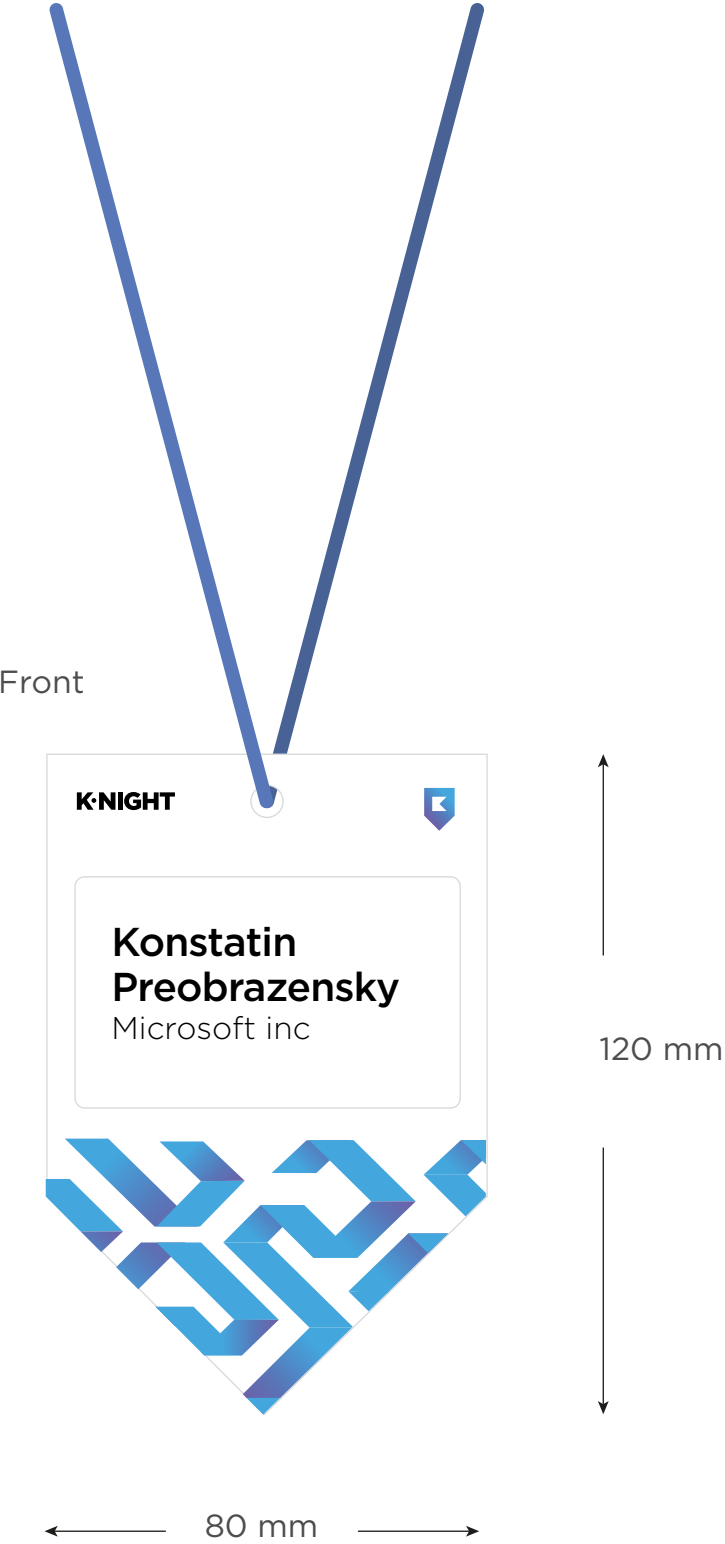 Front
K·NIGHT
Konstatin
Preobrazensky
Microsoft inc
120 mm
80 mm